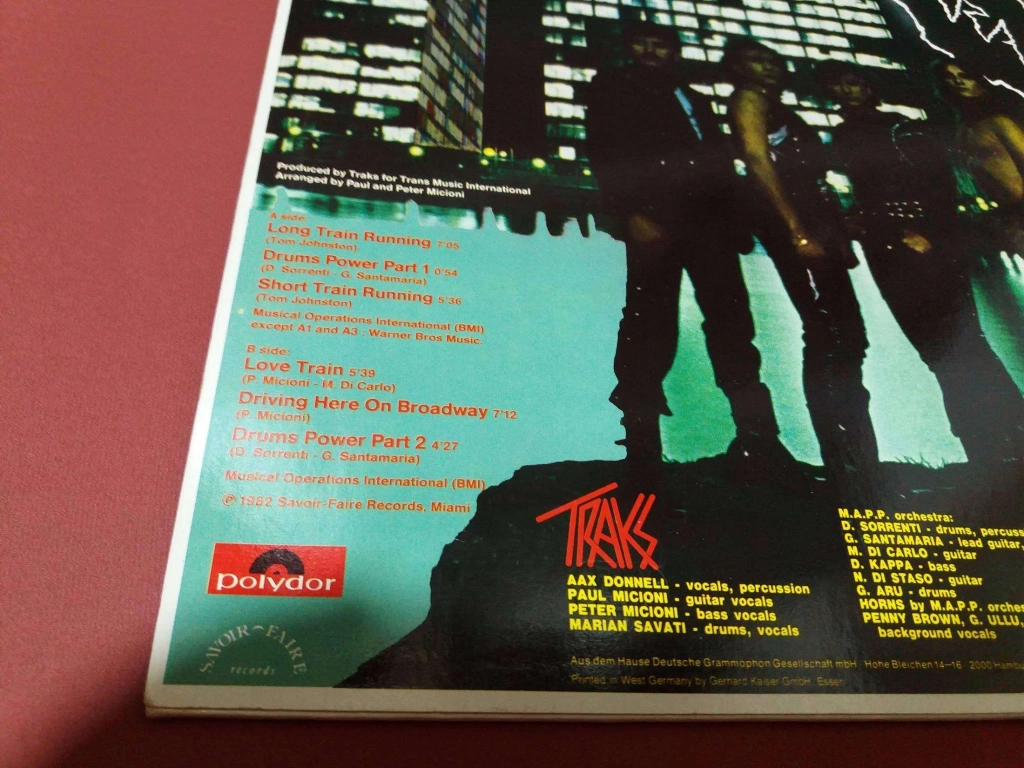 Produced by Traks for Trans Music International
Arranged by Paul and Peter Micioni
A side:
Long Train Running 7'05
(Tom Johnston)
Drums Power Part 1 0'54
(D. Sorrenti - G. Santamaria)
Short Train Running 5'36
(Tom Johnston)
Musical Operations International (BMI)
except A1 and A3 : Warner Bros Music.
B side:
Love Train 5'39
(P. Micioni - M. Di Carlo)
Driving Here On Broadway 7'12
(P. Micioni)
Drums Power Part 2 4'27
(D. Sorrenti - G. Santamaria)
Musical Operations International (BMI)
℗ 1982 Savoir-Faire Records, Miami
polydor
SAVOIR-FAIRE
records
TRAKS
AAX DONNELL - vocals, percussion
PAUL MICIONI - guitar vocals
PETER MICIONI - bass vocals
MARIAN SAVATI - drums, vocals
M.A.P.P. orchestra:
D. SORRENTI - drums, percuss
G. SANTAMARIA - lead guitar,
M. DI CARLO - guitar
D. KAPPA - bass
N. DI STASO - guitar
G. ARU - drums
HORNS by M.A.P.P. orches
PENNY BROWN, G. ULLU,
background vocals
Aus dem Hause Deutsche Grammophon Gesellschaft mbH Hohe Bleichen 14-16 2000 Hambu
Printed in West Germany by Gerhard Kaiser GmbH, Essen